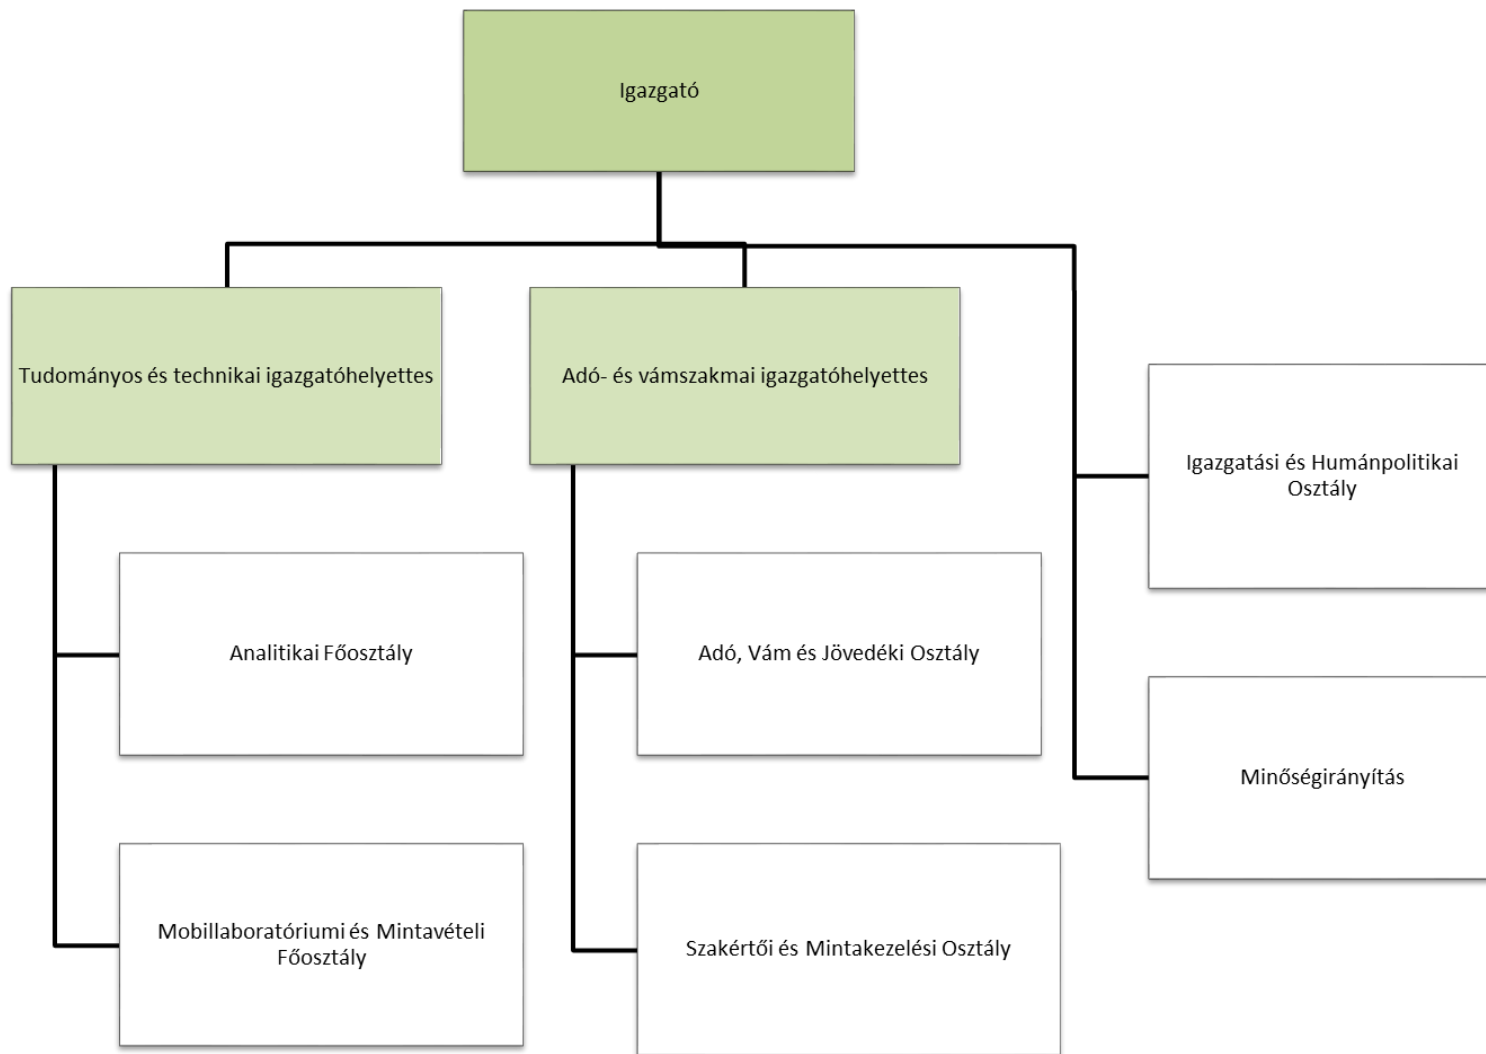 Igazgató
Tudományos és technikai igazgatóhelyettes
Adó- és vámszakmai igazgatóhelyettes
Igazgatási és Humánpolitikai
Osztály
Analitikai Főosztály
Adó, Vám és Jövedéki Osztály
Minőségirányítás
Mobillaboratóriumi és Mintavételi
Főosztály
Szakértői és Mintakezelési Osztály